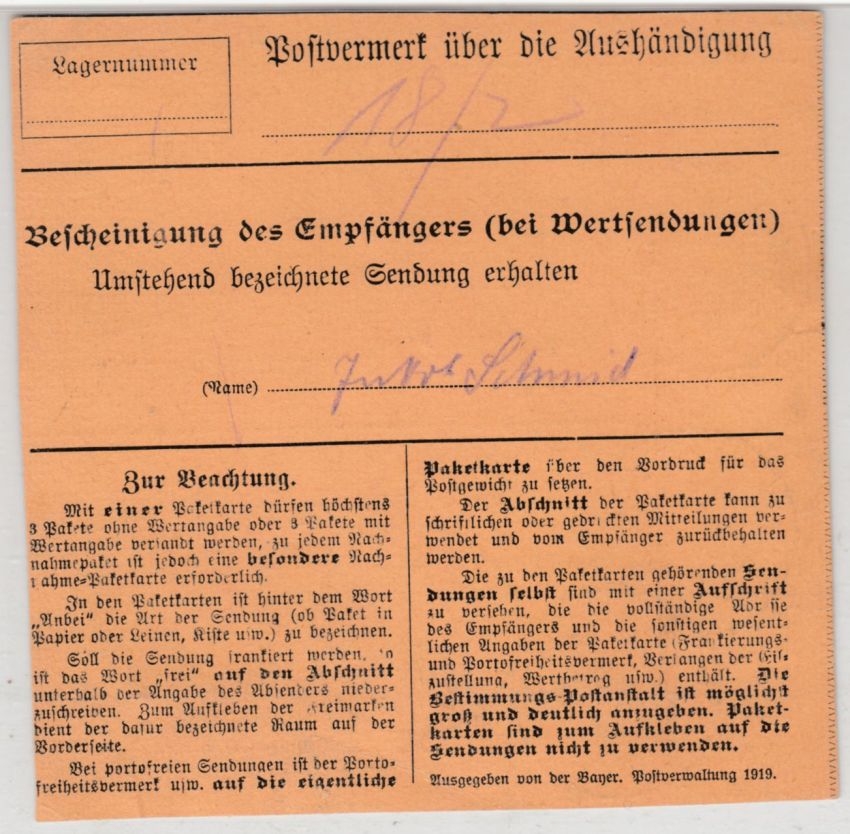 Lagernummer
Postvermerk über die Aushändigung
18/2
Bescheinigung des Empfängers (bei Wertsendungen)
Umstehend bezeichnete Sendung erhalten
(Name) Schmid
Zur Beachtung.
Mit einer Paketkarte dürfen höchstens
3 Pakete ohne Wertangabe oder 3 Pakete mit
Wertangabe versandt werden, zu jedem Nach-
nahmepaket ist jedoch eine besondere Nach-
nahme-Paketkarte erforderlich.
In den Paketkarten ist hinter dem Wort
„Anbei" die Art der Sendung (ob Paket in
Papier oder Leinen, Kiste usw.) zu bezeichnen.
Soll die Sendung frankiert werden, so
ist das Wort „frei" auf den Abschnitt
unterhalb der Angabe des Absenders nieder-
zuschreiben. Zum Aufkleben der Freimarken
dient der dafür bezeichnete Raum auf der
Vorderseite.
Bei portofreien Sendungen ist der Porto-
freiheitsvermerk usw. auf die eigentliche
Paketkarte über den Vordruck für das
Postgewicht zu setzen.
Der Abschnitt der Paketkarte kann zu
schriftlichen oder gedruckten Mitteilungen ver-
wendet und vom Empfänger zurückbehalten
werden.
Die zu den Paketkarten gehörenden Sen-
dungen selbst sind mit einer Aufschrift
zu versehen, die die vollständige Adresse
des Empfängers und die sonstigen wesent-
lichen Angaben der Paketkarte (Frankierungs-
und Portofreiheitsvermerk, Verlangen der Eil-
zustellung, Wertbetrag usw.) enthält. Die
Bestimmungs-Postanstalt ist möglichst
groß und deutlich anzugeben. Paket-
karten sind zum Aufkleben auf die
Sendungen nicht zu verwenden.
Ausgegeben von der Bayer. Postverwaltung 1919.